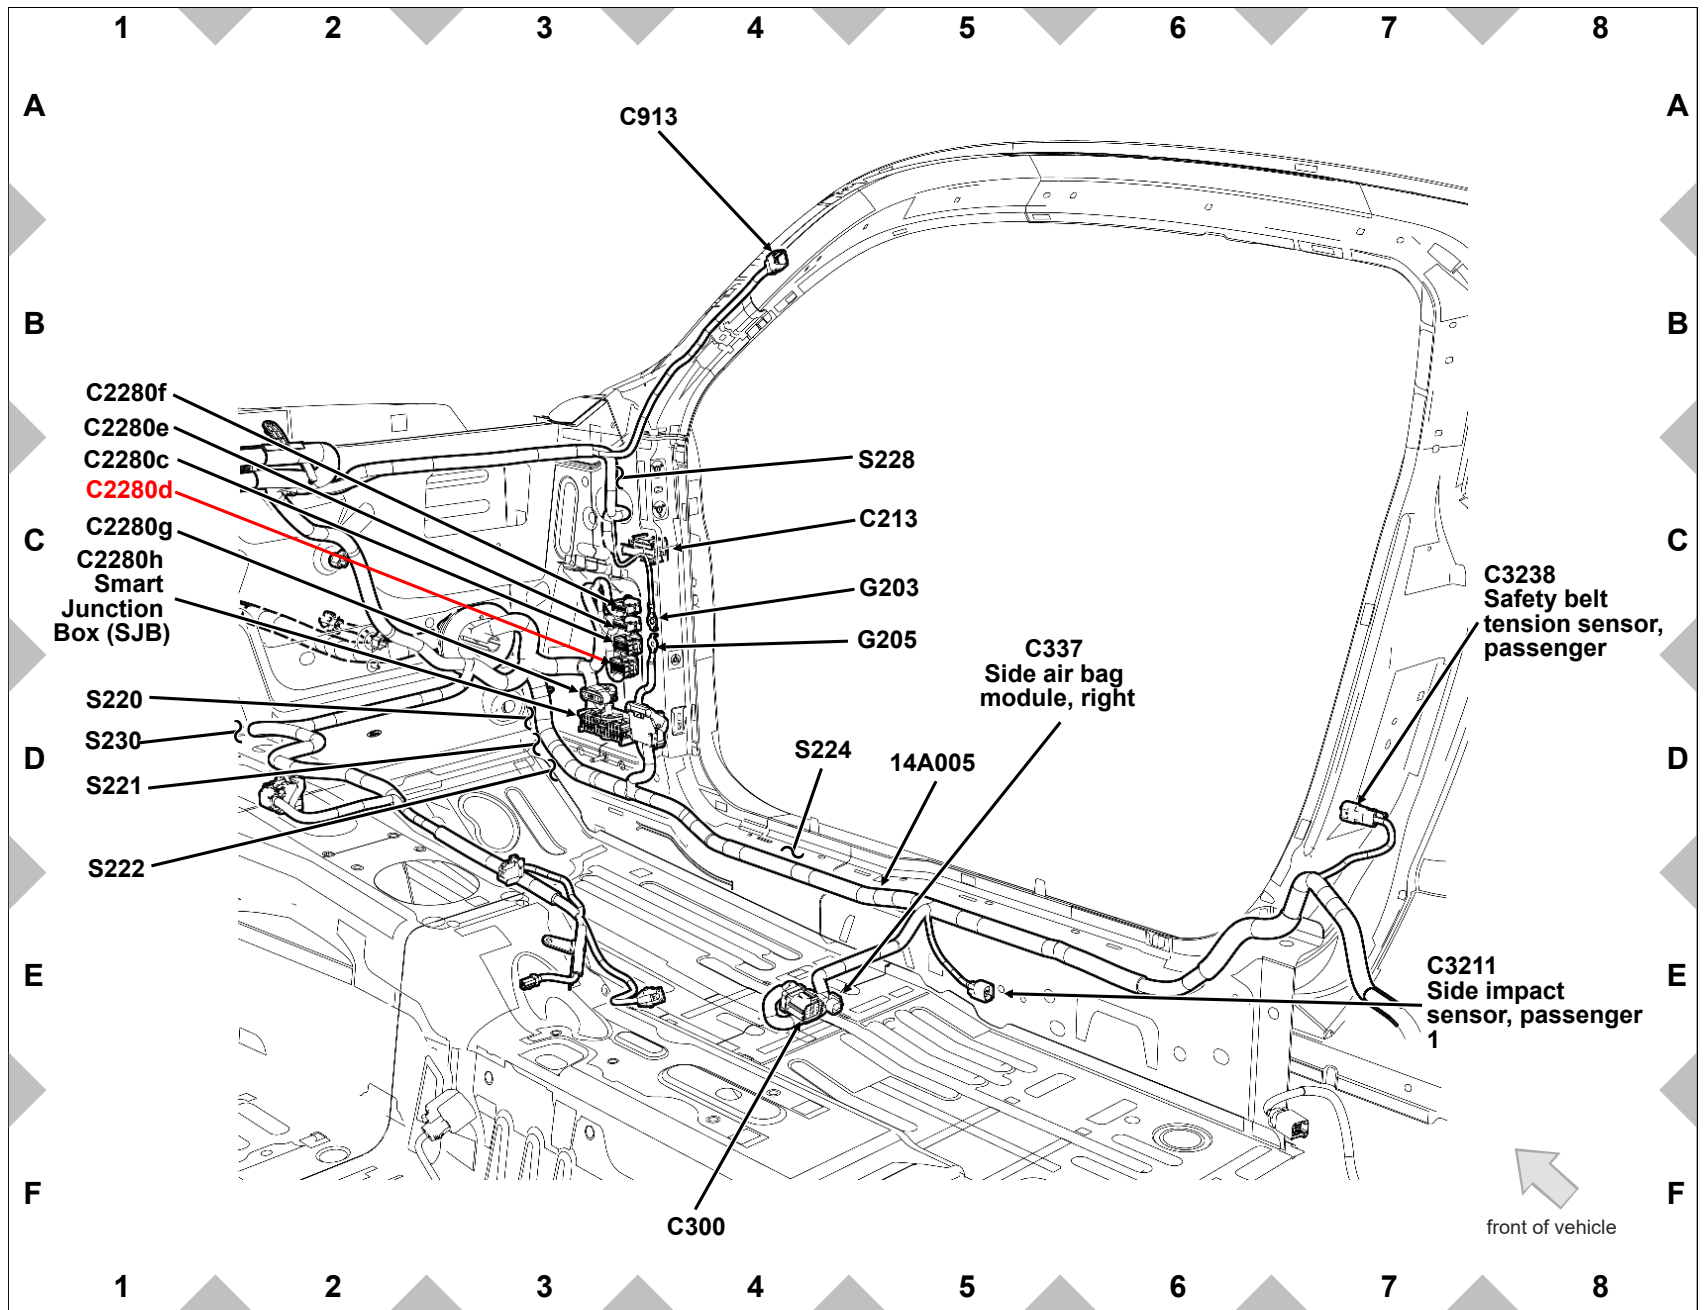 1 2 3 4 5 6 7 8
A A
C913
B B
C2280f
C2280e
C2280c
S228
C2280d
C213
C2280g
C C
C2280h
Smart
Junction
Box (SJB)
G203
G205
C3238
Safety belt
tension sensor,
passenger
C337
Side air bag
module, right
S220
S230
S221
S222
D D
S224
14A005
E E
C3211
Side impact
sensor, passenger
1
F F
C300
front of vehicle
1 2 3 4 5 6 7 8